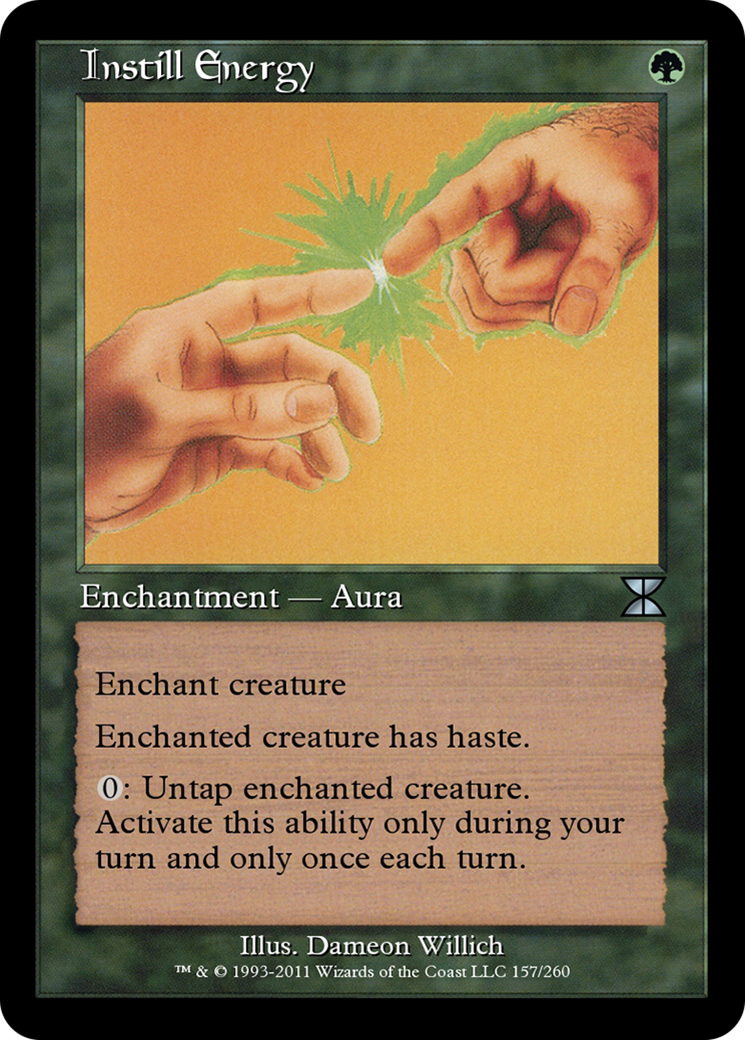 Instill Energy
Enchantment — Aura
Enchant creature
Enchanted creature has haste.
0: Untap enchanted creature.
Activate this ability only during your
turn and only once each turn.
Illus. Dameon Willich
™ & © 1993-2011 Wizards of the Coast LLC 157/260